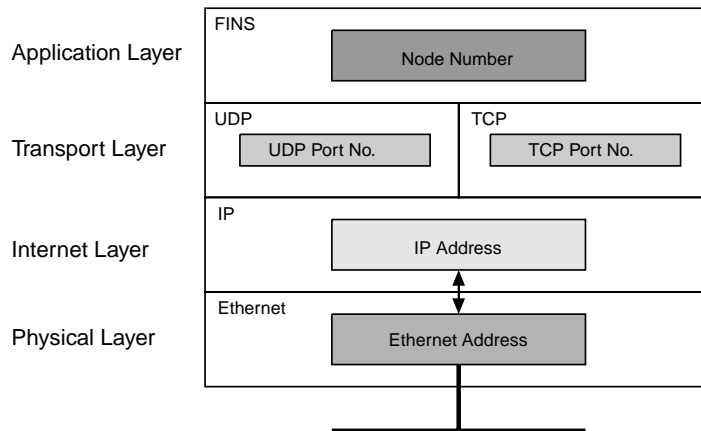 FINS
Application Layer
Node Number
UDP
TCP
Transport Layer
UDP Port No.
TCP Port No.
IP
Internet Layer
IP Address
Ethernet
Physical Layer
Ethernet Address